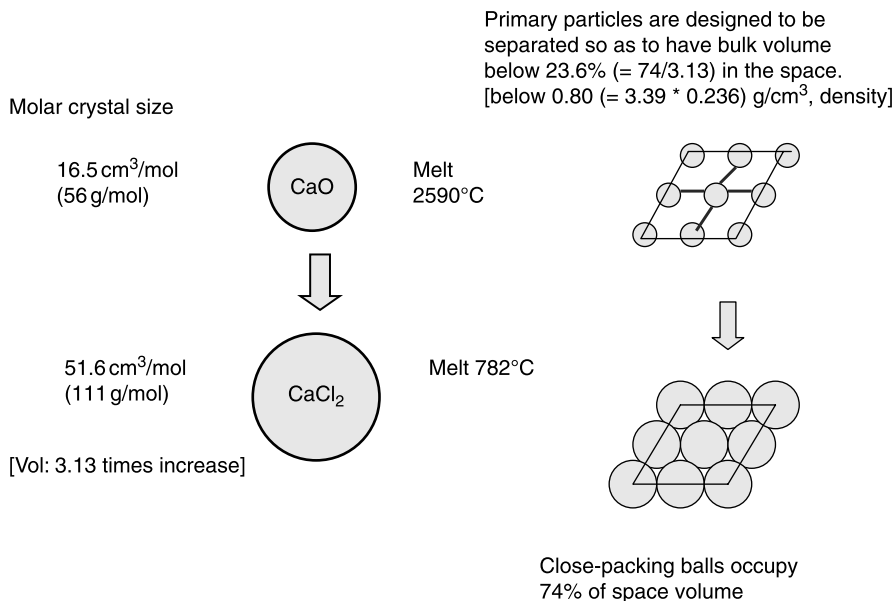 Primary particles are designed to be
separated so as to have bulk volume
below 23.6% (= 74/3.13) in the space.
[below 0.80 (= 3.39 * 0.236) g/cm³, density]
Molar crystal size
16.5 cm³/mol
(56 g/mol)
CaO
Melt
2590°C
51.6 cm³/mol
(111 g/mol)
CaCl₂
Melt 782°C
[Vol: 3.13 times increase]
Close-packing balls occupy
74% of space volume